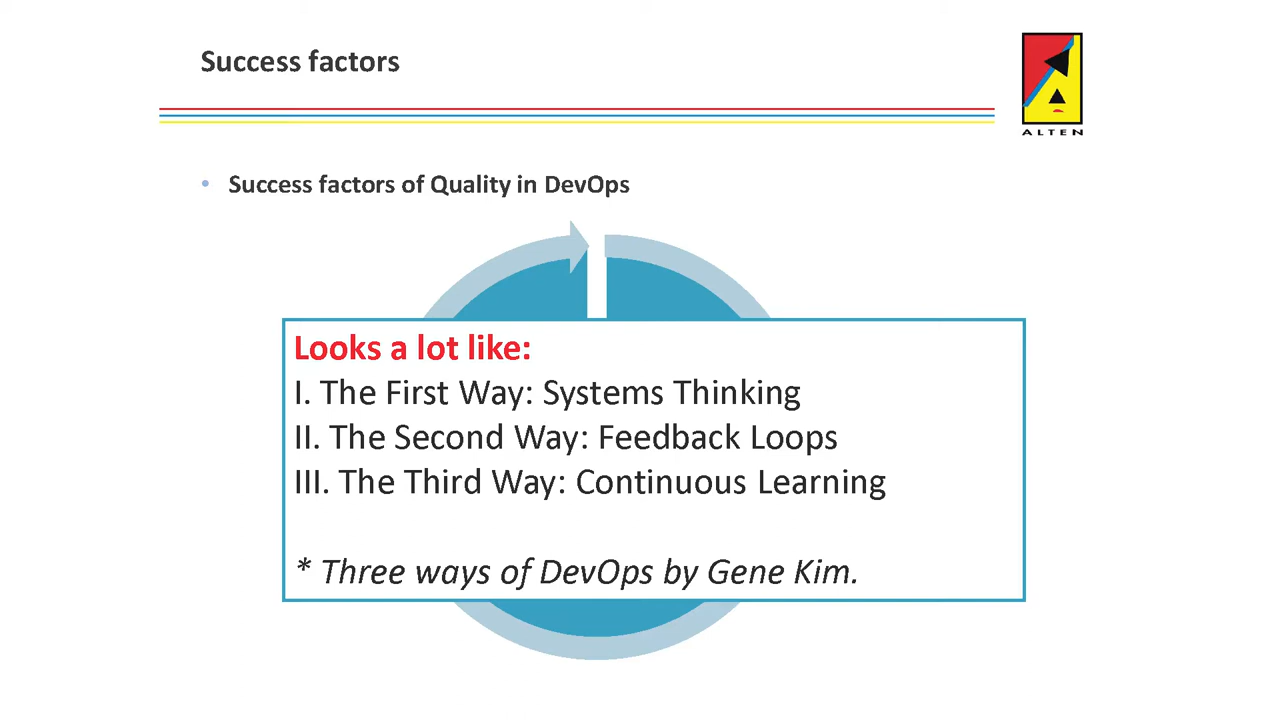 Success factors
ALTEN
• Success factors of Quality in DevOps
Looks a lot like:
I. The First Way: Systems Thinking
II. The Second Way: Feedback Loops
III. The Third Way: Continuous Learning
* Three ways of DevOps by Gene Kim.